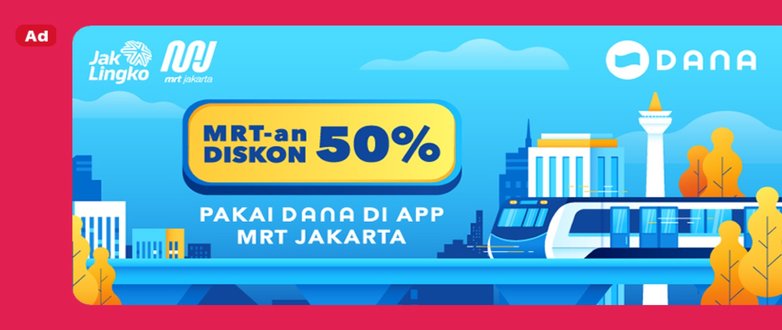 Ad
Jak
Lingko
mrt jakarta
DANA
MRT-an
DISKON
50%
PAKAI DANA DI APP
MRT JAKARTA